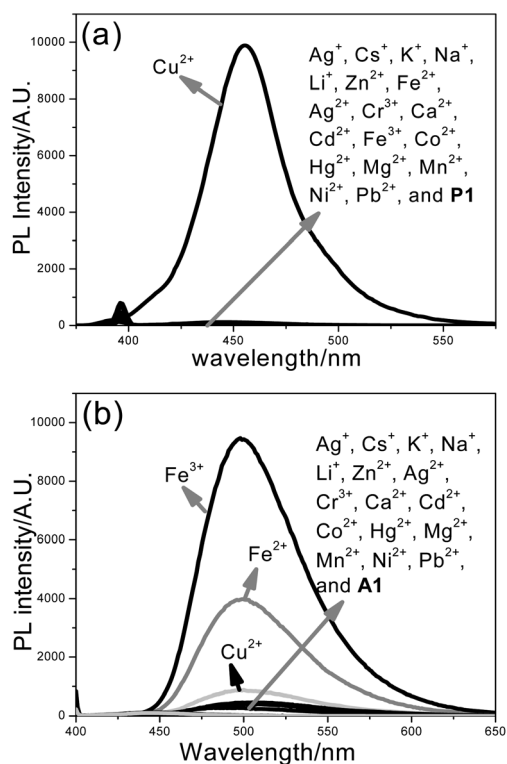 (a)
PL Intensity/A.U.
10000
8000
6000
4000
2000
0
Cu²⁺
Ag⁺, Cs⁺, K⁺, Na⁺,
Li⁺, Zn²⁺, Fe²⁺,
Ag²⁺, Cr³⁺, Ca²⁺,
Cd²⁺, Fe³⁺, Co²⁺,
Hg²⁺, Mg²⁺, Mn²⁺,
Ni²⁺, Pb²⁺, and P1
400 450 500 550
wavelength/nm
(b)
PL intensity/A.U.
10000
8000
6000
4000
2000
0
Fe³⁺
Fe²⁺
Cu²⁺
Ag⁺, Cs⁺, K⁺, Na⁺,
Li⁺, Zn²⁺, Ag²⁺,
Cr³⁺, Ca²⁺, Cd²⁺,
Co²⁺, Hg²⁺, Mg²⁺,
Mn²⁺, Ni²⁺, Pb²⁺,
and A1
400 450 500 550 600 650
Wavelength/nm